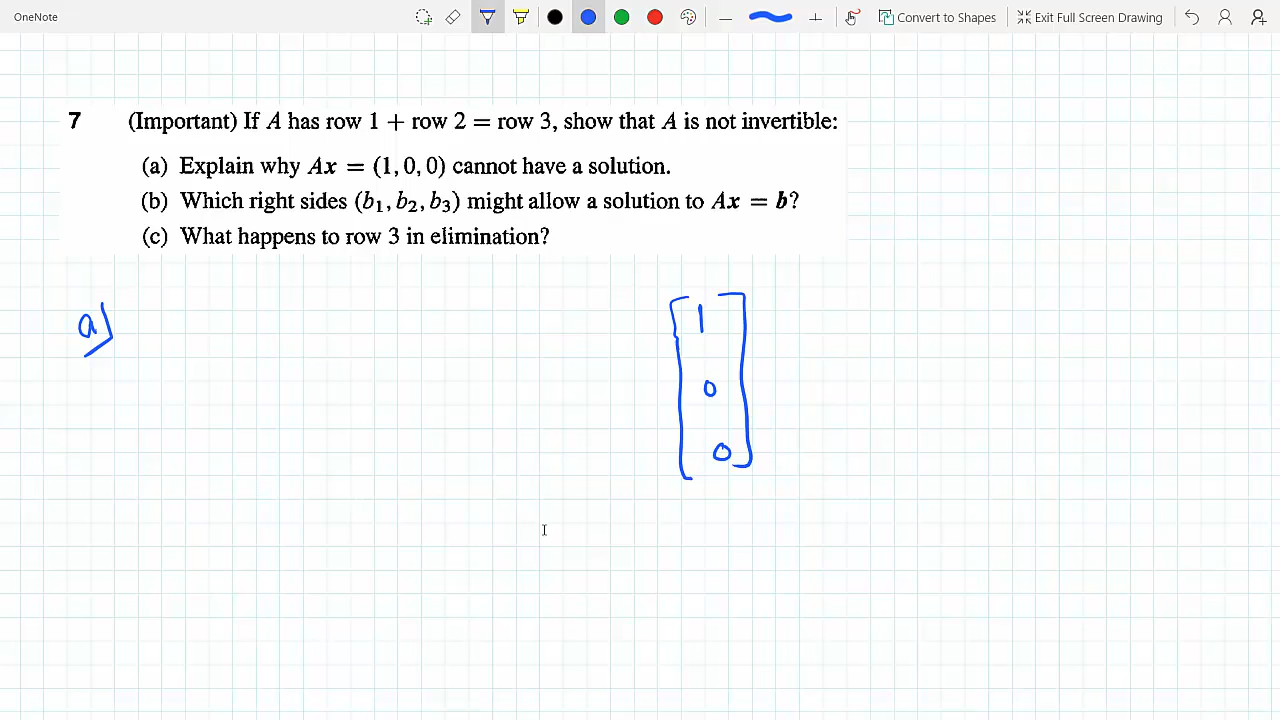 OneNote
Convert to Shapes
Exit Full Screen Drawing
7 (Important) If A has row 1 + row 2 = row 3, show that A is not invertible:
(a) Explain why Ax = (1, 0, 0) cannot have a solution.
(b) Which right sides (b₁, b₂, b₃) might allow a solution to Ax = b?
(c) What happens to row 3 in elimination?
a)
1
0
0